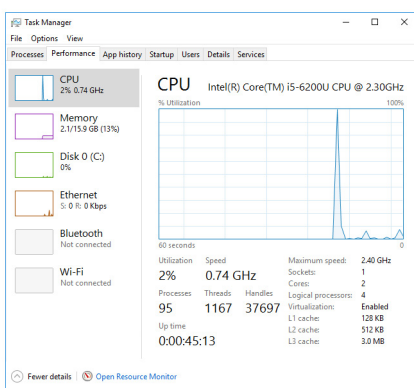 Task Manager
File Options View
Processes Performance App history Startup Users Details Services
CPU
2% 0.74 GHz
Memory
2.1/15.9 GB (13%)
Disk 0 (C:)
0%
Ethernet
S: 0 R: 0 Kbps
Bluetooth
Not connected
Wi-Fi
Not connected
CPU Intel(R) Core(TM) i5-6200U CPU @ 2.30GHz
% Utilization 100%
60 seconds 0
Utilization Speed Maximum speed: 2.40 GHz
2% 0.74 GHz Sockets: 1
Cores: 2
Processes Threads Handles Logical processors: 4
95 1167 37697 Virtualization: Enabled
L1 cache: 128 KB
Up time L2 cache: 512 KB
0:00:45:13 L3 cache: 3.0 MB
Fewer details Open Resource Monitor